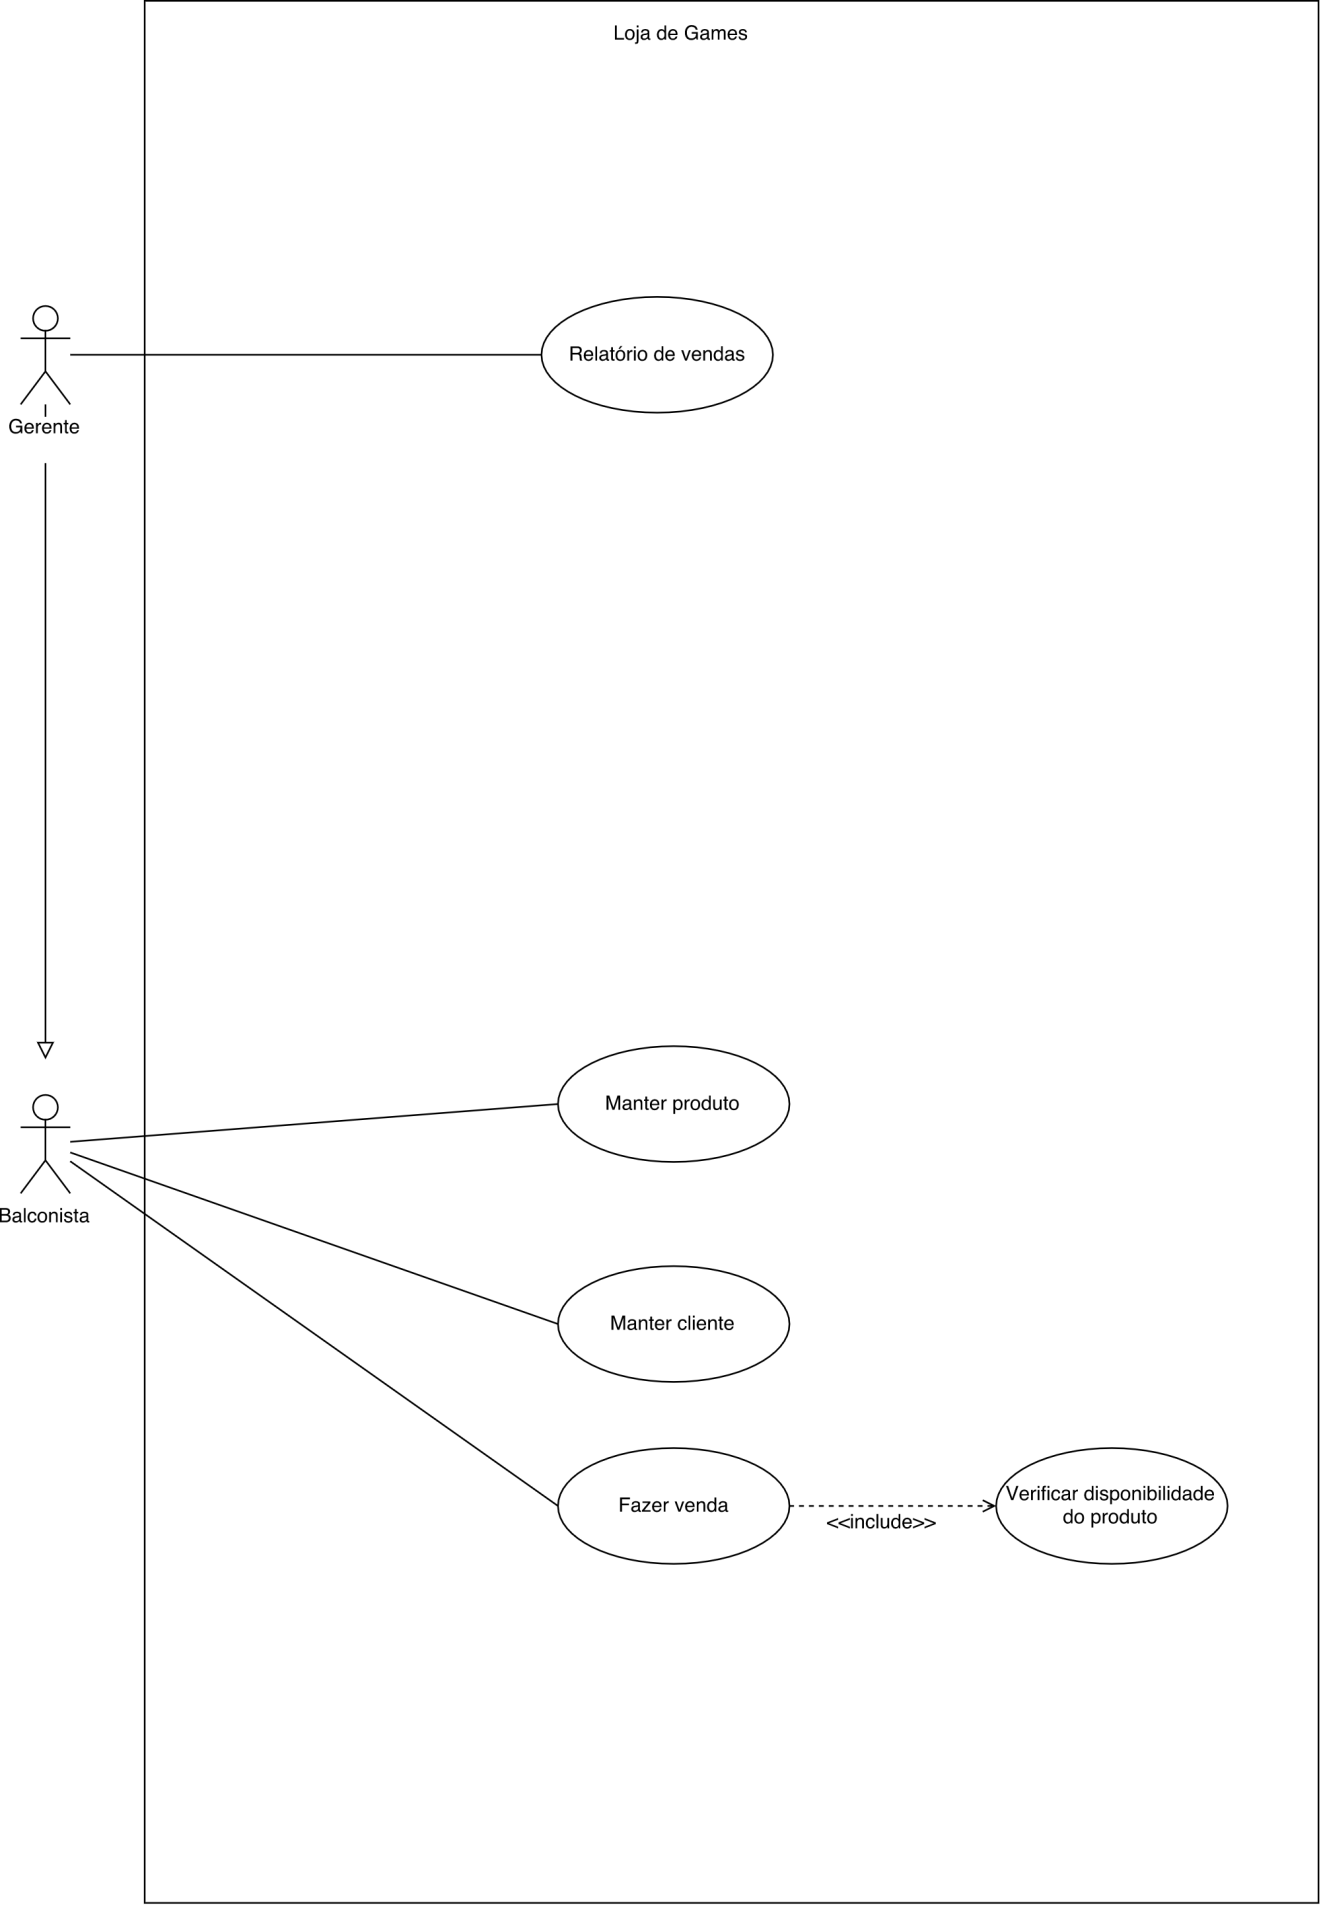 Loja de Games
Relatório de vendas
Gerente
Manter produto
Balconista
Manter cliente
Fazer venda
<<include>>
Verificar disponibilidade
do produto